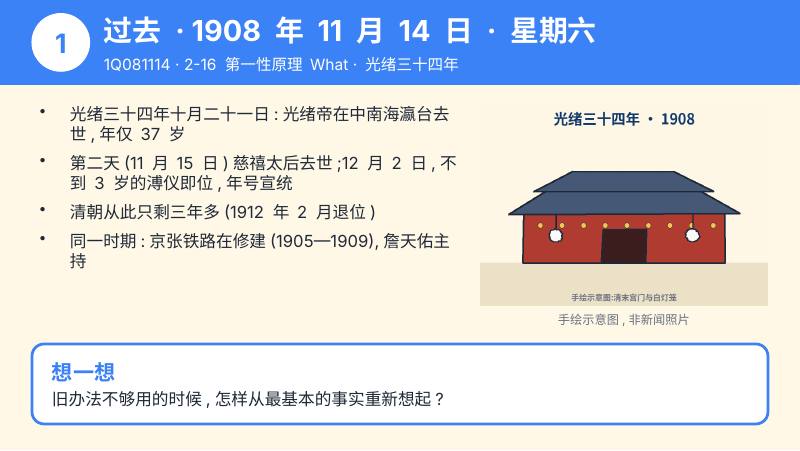 1
过去 · 1908 年 11 月 14 日 · 星期六
1Q081114 · 2-16 第一性原理 What · 光绪三十四年
• 光绪三十四年十月二十一日 : 光绪帝在中南海瀛台去
世 , 年仅 37 岁
• 第二天 (11 月 15 日 ) 慈禧太后去世 ;12 月 2 日 , 不
到 3 岁的溥仪即位 , 年号宣统
• 清朝从此只剩三年多 (1912 年 2 月退位 )
• 同一时期 : 京张铁路在修建 (1905—1909), 詹天佑主
持
光绪三十四年 · 1908
手绘示意图:清末宫门与白灯笼
手绘示意图 , 非新闻照片
想一想
旧办法不够用的时候 , 怎样从最基本的事实重新想起 ?